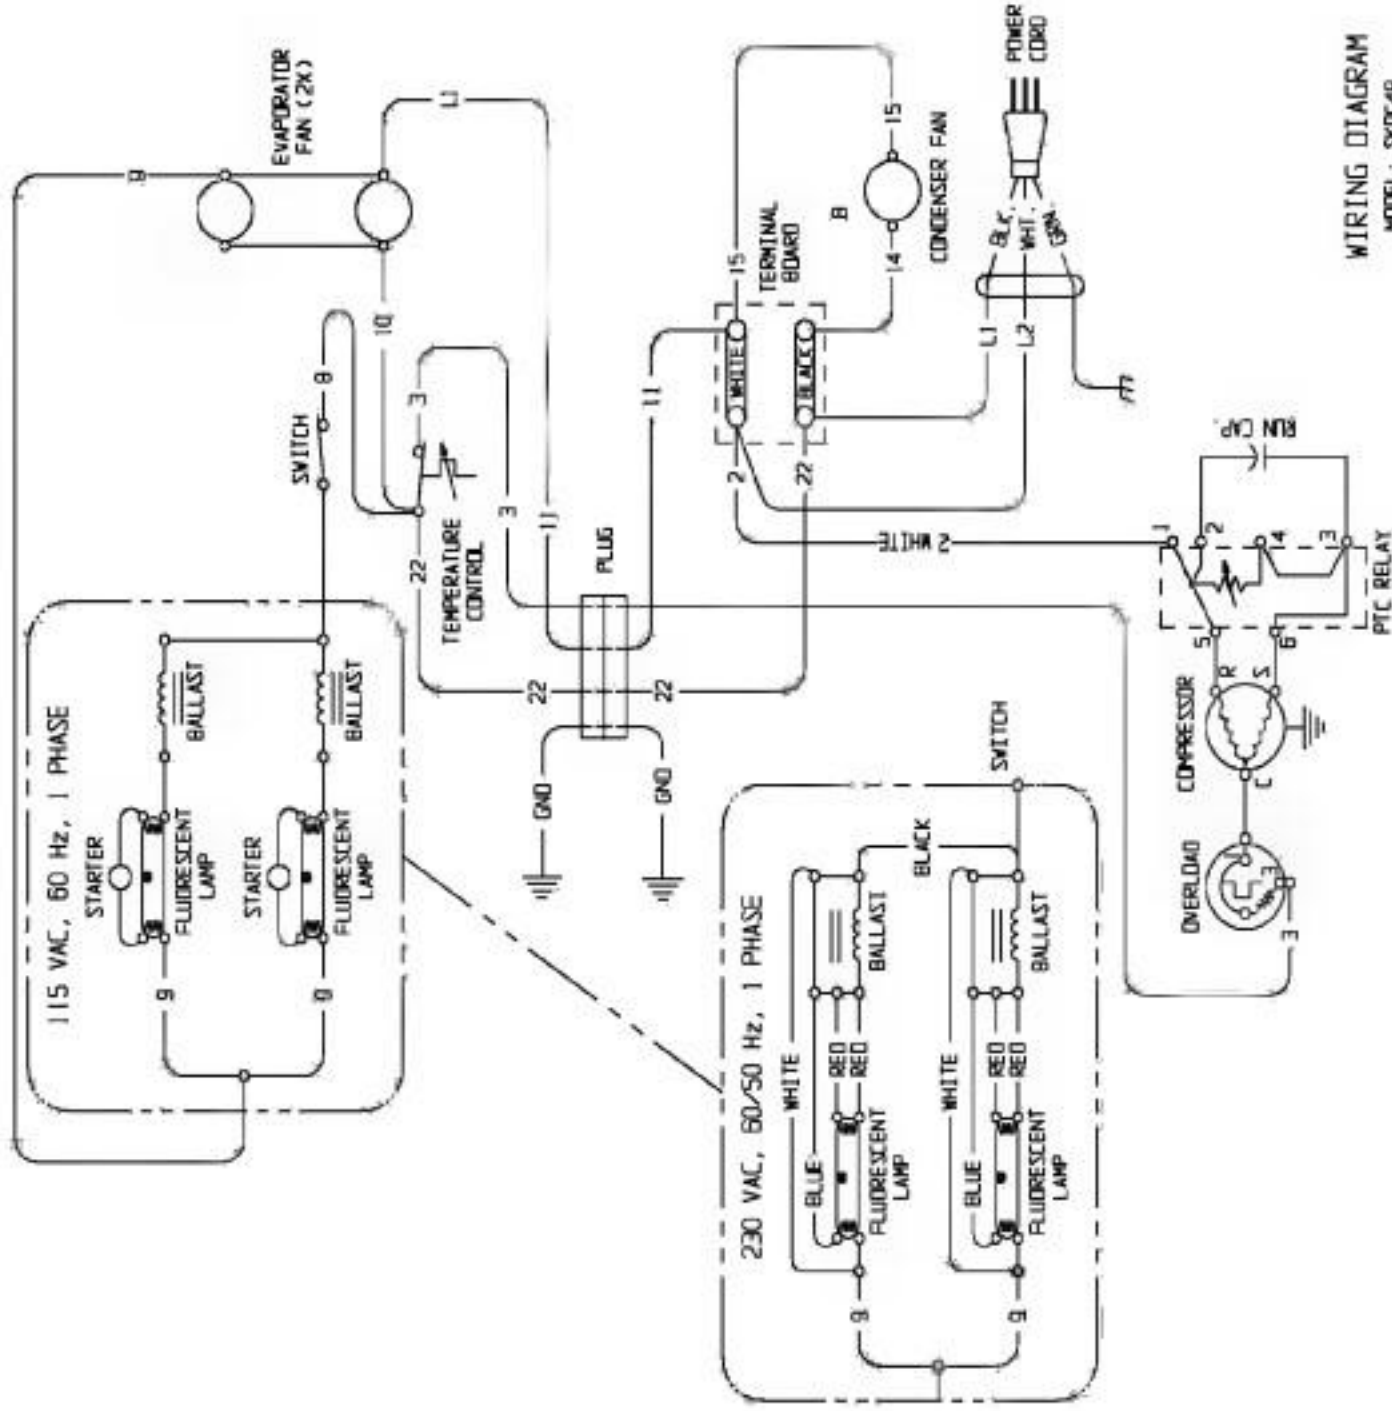 EVAPORATOR
FAN (2X)
9
L1
POWER
CORD
15
15
B
CONDENSER FAN
TERMINAL
BOARD
14
BLK.
WHT.
GRN.
WIRING DIAGRAM
SWITCH
8
10
3
TEMPERATURE
CONTROL
22
3
11
11
PLUG
WHITE
BLACK
2
22
L1
L2
2 WHITE
RUN CAP.
1
2
4
3
5
6
PTC RELAY
115 VAC, 60 Hz, 1 PHASE
BALLAST
BALLAST
STARTER
FLUORESCENT
LAMP
STARTER
FLUORESCENT
LAMP
9
9
22
22
GND
GND
COMPRESSOR
R
S
C
OVERLOAD
1
3
3
230 VAC, 60/50 Hz, 1 PHASE
SWITCH
BLACK
BALLAST
BALLAST
WHITE
RED
RED
BLUE
FLUORESCENT
LAMP
WHITE
RED
RED
BLUE
FLUORESCENT
LAMP
9
9